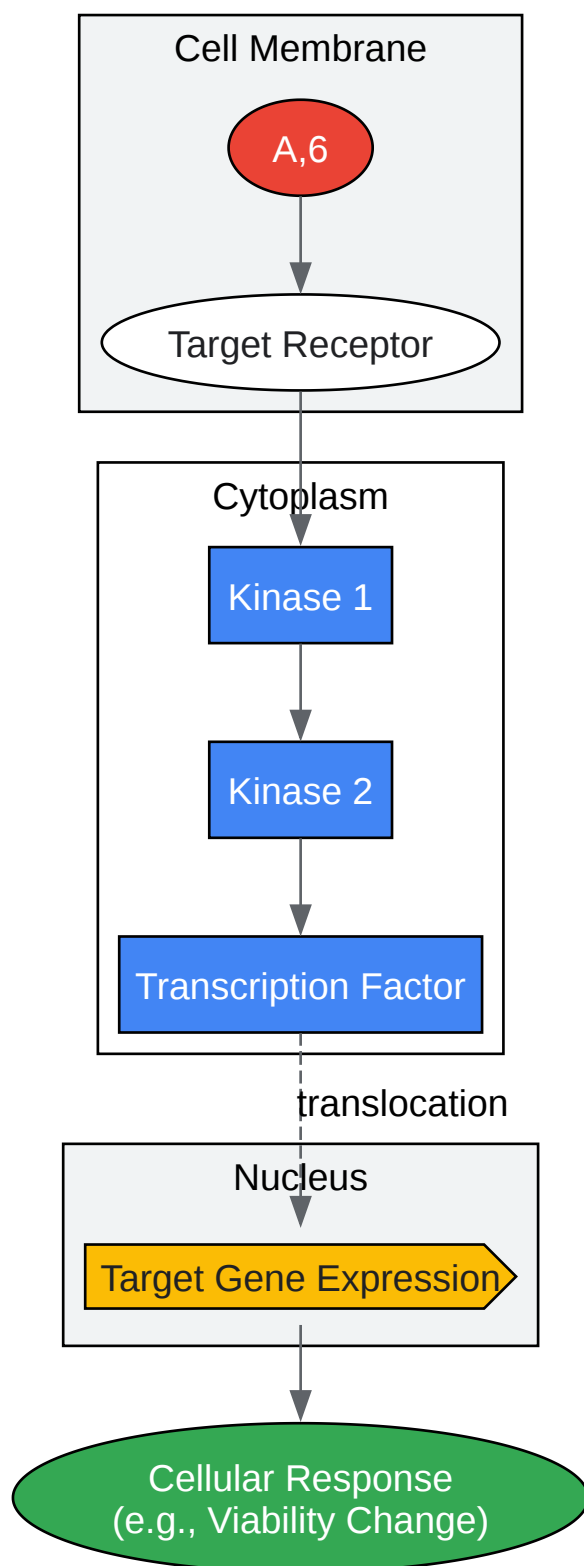 Cell Membrane
A,6
Target Receptor
Cytoplasm
Kinase 1
Kinase 2
Transcription Factor
translocation
Nucleus
Target Gene Expression
Cellular Response
(e.g., Viability Change)